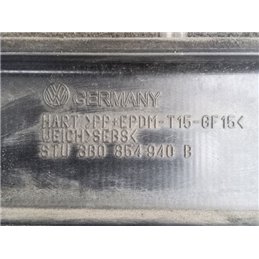 GERMANY
HART >PP+EPDM-T15-GF15<
WEICH >SEBS<
STU 3B0 854 940 B